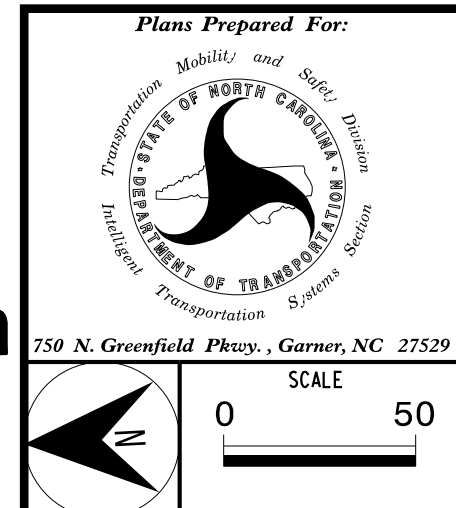 Plans Prepared For:
Transportation Mobility and Safety Division
STATE OF NORTH CAROLINA
DEPARTMENT OF TRANSPORTATION
Intelligent Transportation Systems Section
750 N. Greenfield Pkwy. , Garner, NC 27529
N
SCALE
0 50